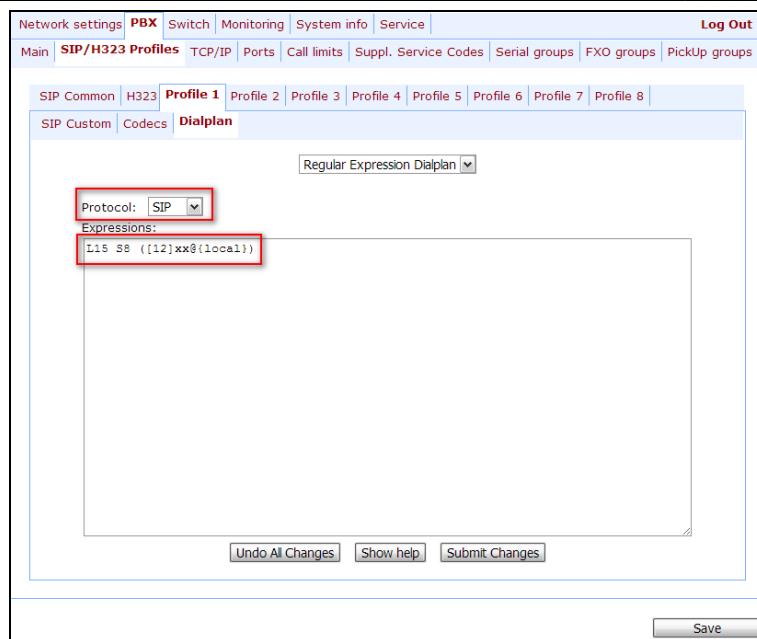 Network settings PBX Switch Monitoring System info Service Log Out
Main SIP/H323 Profiles TCP/IP Ports Call limits Suppl. Service Codes Serial groups FXO groups PickUp groups
SIP Common H323 Profile 1 Profile 2 Profile 3 Profile 4 Profile 5 Profile 6 Profile 7 Profile 8
SIP Custom Codecs Dialplan
Regular Expression Dialplan
Protocol: SIP
Expressions:
L15 S8 ([12]xx@{local})
Undo All Changes Show help Submit Changes
Save